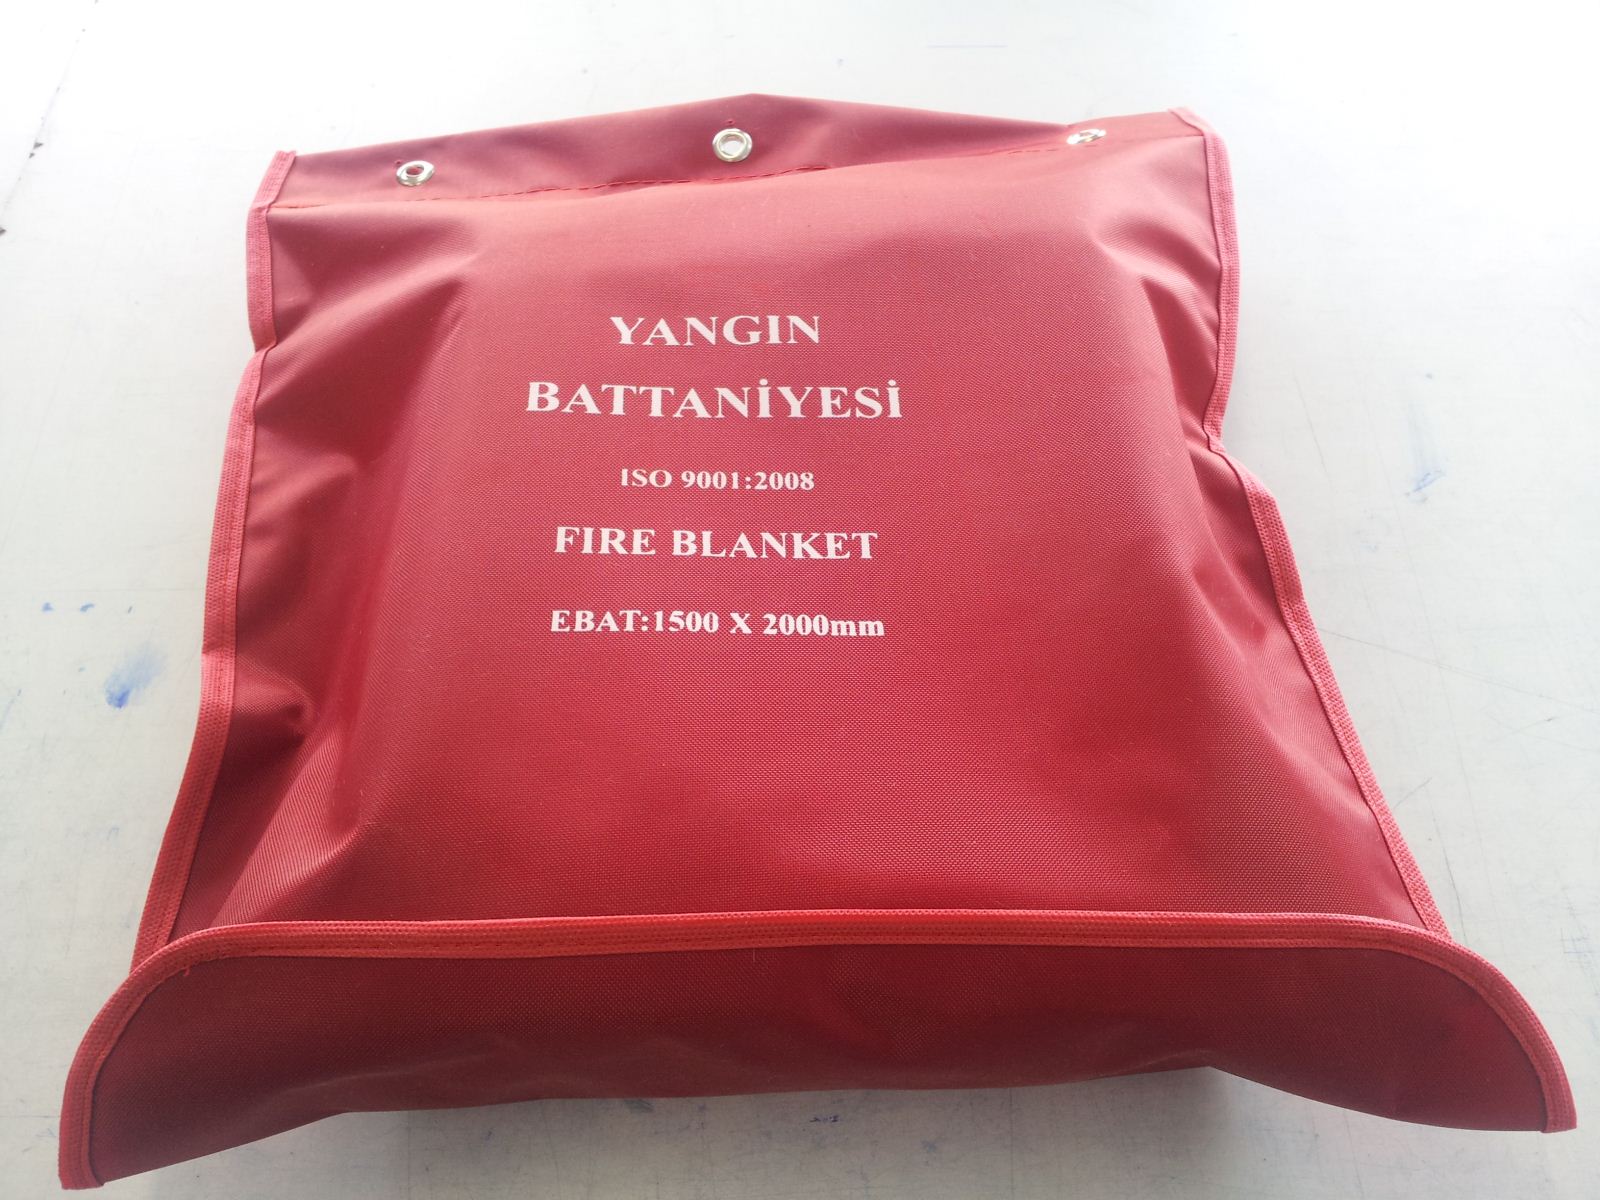 YANGIN
BATTANİYESİ
ISO 9001:2008
FIRE BLANKET
EBAT:1500 X 2000mm